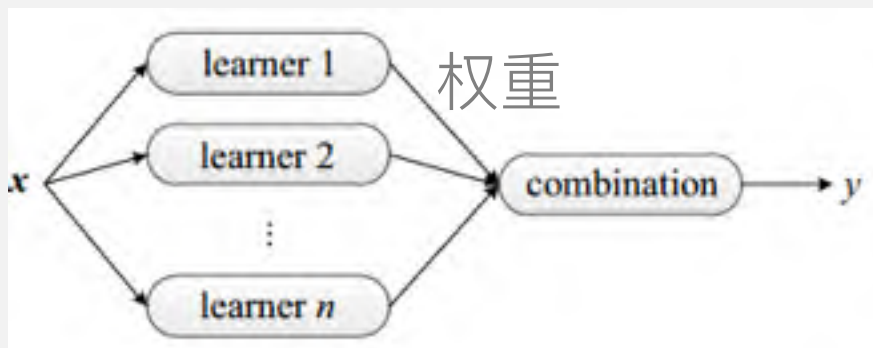 learner 1
权重
learner 2
x
combination
y
⋮
learner n